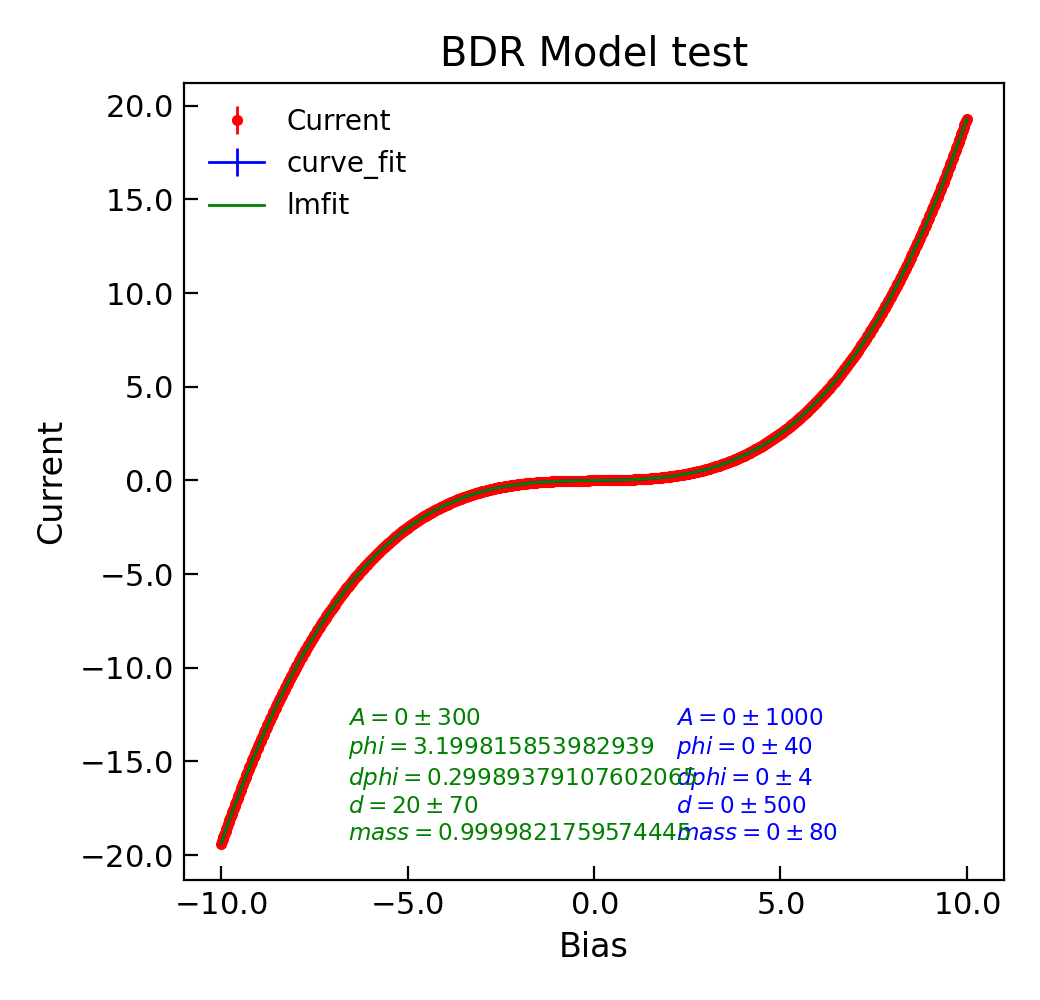 BDR Model test
Current
curve_fit
lmfit
20.0
15.0
10.0
5.0
0.0
−5.0
−10.0
−15.0
−20.0
Current
A = 0 ± 300
phi = 3.199815853982939
dphi = 0.29989379107602065
d = 20 ± 70
mass = 0.9999821759574445
A = 0 ± 1000
phi = 0 ± 40
dphi = 0 ± 4
d = 0 ± 500
mass = 0 ± 80
−10.0 −5.0 0.0 5.0 10.0
Bias